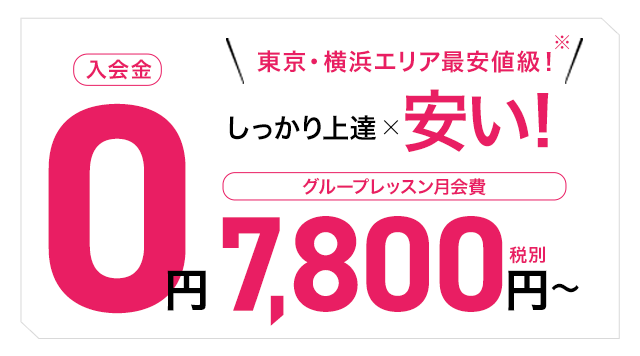 入会金
0円
東京・横浜エリア最安値級！※
しっかり上達×安い!
グループレッスン月会費
7,800円〜
税別